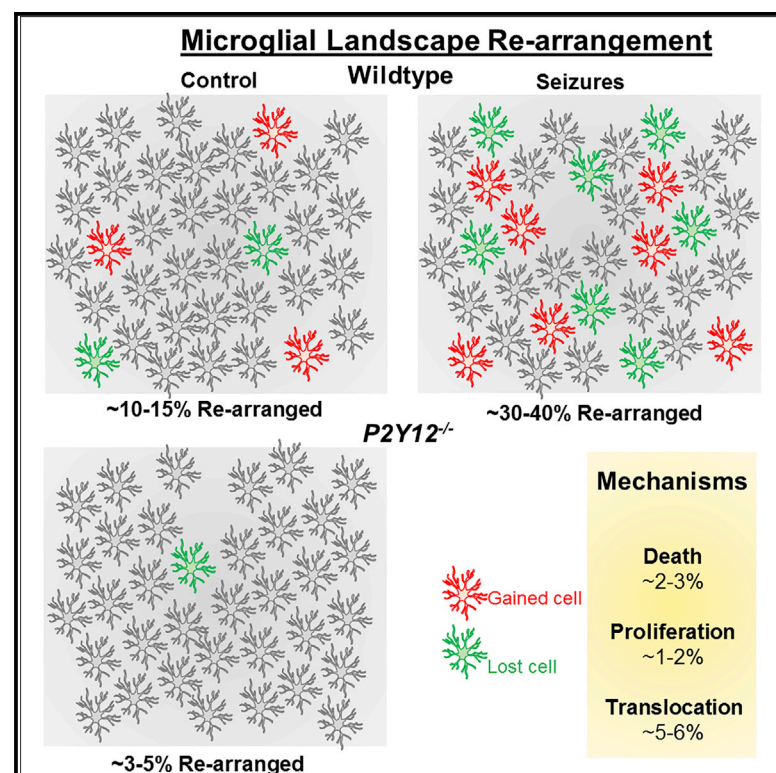 Microglial Landscape Re-arrangement
Wildtype
Control
Seizures
~10-15% Re-arranged
~30-40% Re-arranged
P2Y12-/-
~3-5% Re-arranged
Gained cell
Lost cell
Mechanisms
Death
~2-3%
Proliferation
~1-2%
Translocation
~5-6%